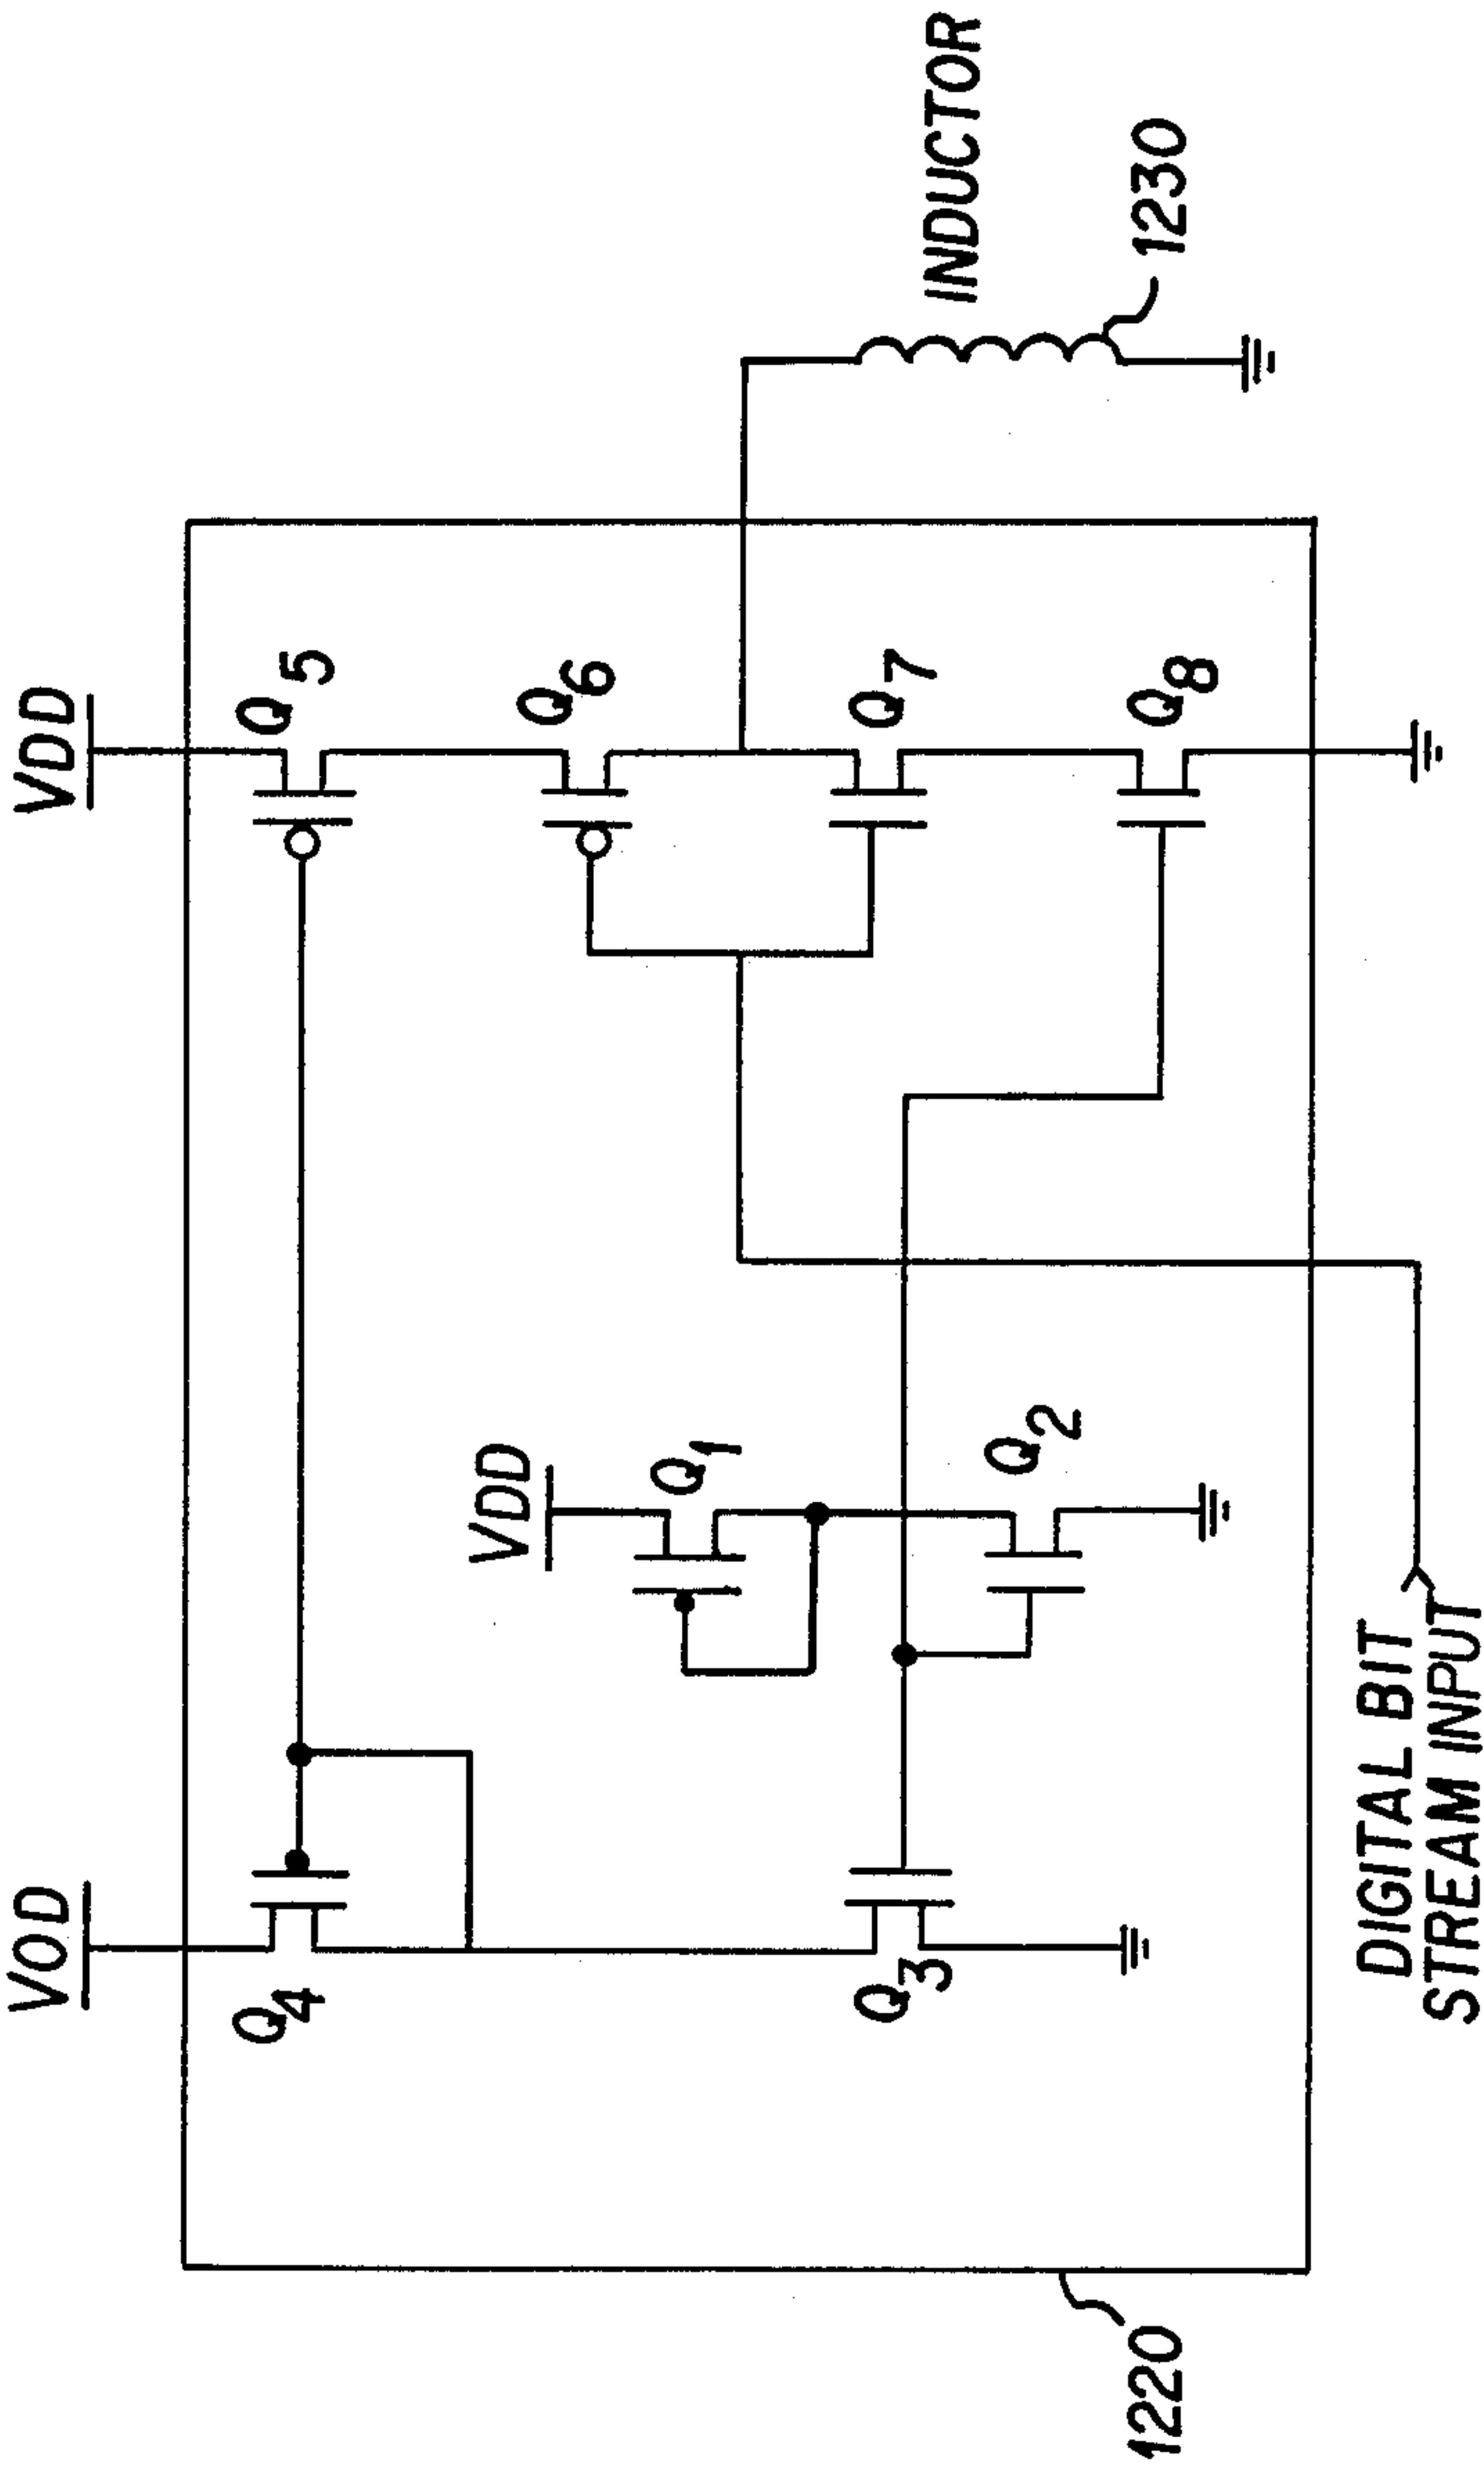 VOD
Q4
VDD
Q1
VDD
Q5
Q6
INDUCTOR
Q7
1230
Q3
Q2
Q8
1220
DIGITAL BIT
STREAM INPUT